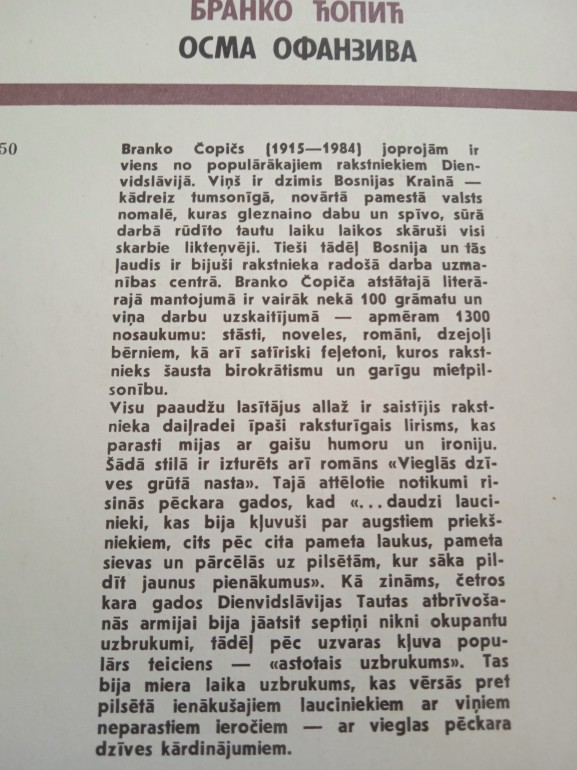 БРАНКО ЋОПИЋ
ОСМА ОФАНЗИВА
50
Branko Čopičs (1915—1984) joprojām ir
viens no populārākajiem rakstniekiem Dien-
vidslāvijā. Viņš ir dzimis Bosnijas Krainā —
kādreiz tumsonīgā, novārtā pamestā valsts
nomalē, kuras gleznaino dabu un spīvo, sūrā
darbā rūdīto tautu laiku laikos skāruši visi
skarbie likteņvēji. Tieši tādēļ Bosnija un tās
ļaudis ir bijuši rakstnieka radošā darba uzma-
nības centrā. Branko Čopiča atstātajā literā-
rajā mantojumā ir vairāk nekā 100 grāmatu un
viņa darbu uzskaitījumā — apmēram 1300
nosaukumu: stāsti, noveles, romāni, dzejoļi
bērniem, kā arī satīriski feļetoni, kuros rakst-
nieks šausta birokrātismu un garīgu mietpil-
sonību.
Visu paaudžu lasītājus allaž ir saistījis rakst-
nieka daiļradei īpaši raksturīgais lirisms, kas
parasti mijas ar gaišu humoru un ironiju.
Šādā stilā ir izturēts arī romāns «Vieglās dzī-
ves grūtā nasta». Tajā attēlotie notikumi ri-
sinās pēckara gados, kad «...daudzi lauci-
nieki, kas bija kļuvuši par augstiem priekš-
niekiem, cits pēc cita pameta laukus, pameta
sievas un pārcēlās uz pilsētām, kur sāka pil-
dīt jaunus pienākumus». Kā zināms, četros
kara gados Dienvidslāvijas Tautas atbrīvoša-
nās armijai bija jāatsit septiņi nikni okupantu
uzbrukumi, tādēļ pēc uzvaras kļuva popu-
lārs teiciens — «astotais uzbrukums». Tas
bija miera laika uzbrukums, kas vērsās pret
pilsētā ienākušajiem lauciniekiem ar viņiem
neparastiem ieročiem — ar vieglas pēckara
dzīves kārdinājumiem.